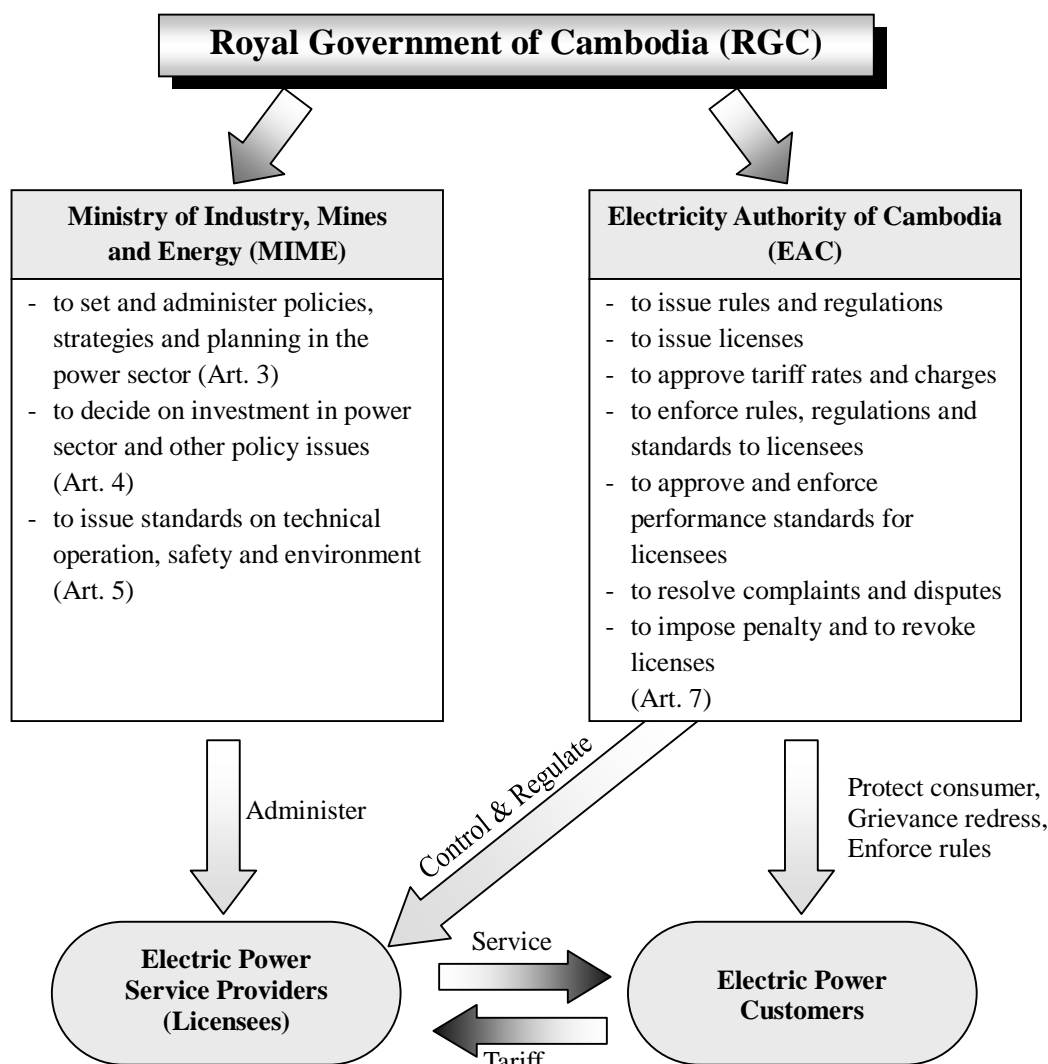 Royal Government of Cambodia (RGC)
Ministry of Industry, Mines
and Energy (MIME)
- to set and administer policies,
strategies and planning in the
power sector (Art. 3)
- to decide on investment in power
sector and other policy issues
(Art. 4)
- to issue standards on technical
operation, safety and environment
(Art. 5)
Electricity Authority of Cambodia
(EAC)
- to issue rules and regulations
- to issue licenses
- to approve tariff rates and charges
- to enforce rules, regulations and
standards to licensees
- to approve and enforce
performance standards for
licensees
- to resolve complaints and disputes
- to impose penalty and to revoke
licenses
(Art. 7)
Administer
Control & Regulate
Protect consumer,
Grievance redress,
Enforce rules
Electric Power
Service Providers
(Licensees)
Service
Tariff
Electric Power
Customers